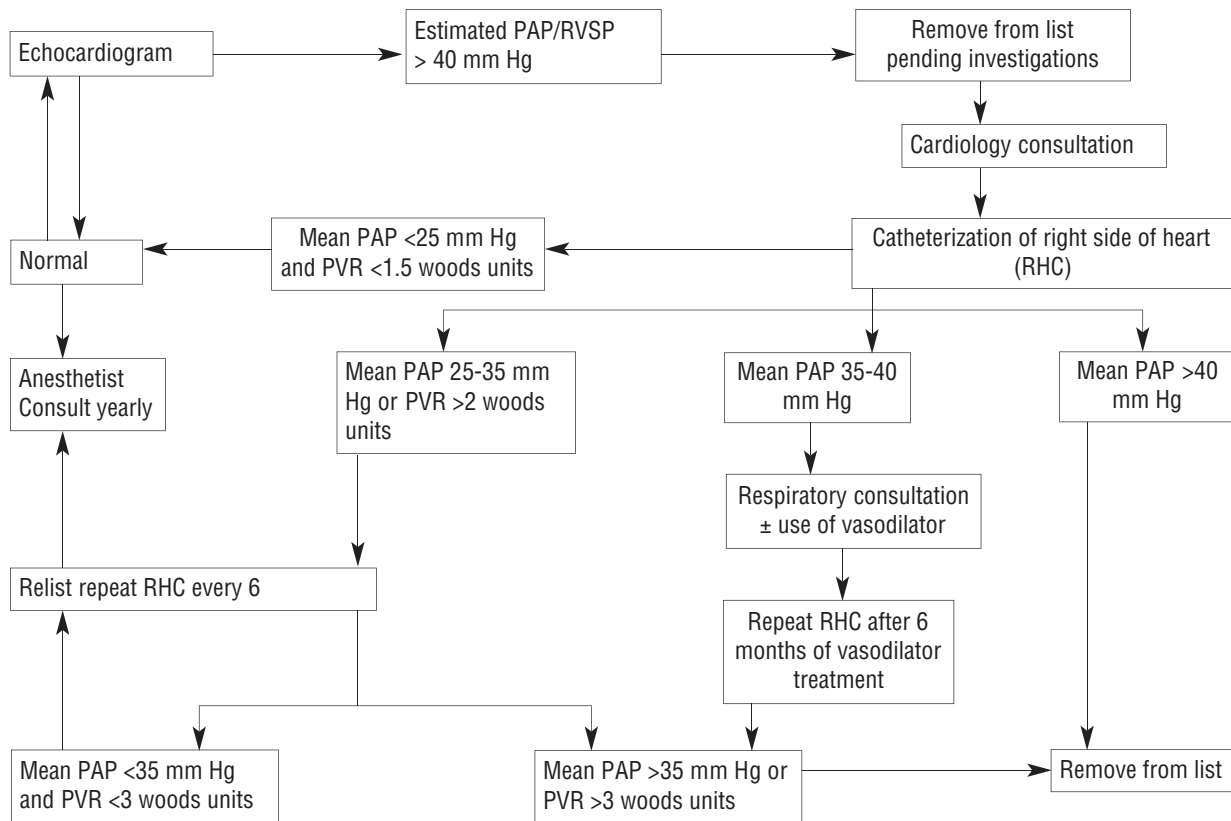 Echocardiogram
Estimated PAP/RVSP
> 40 mm Hg
Remove from list
pending investigations
Cardiology consultation
Normal
Mean PAP <25 mm Hg
and PVR <1.5 woods units
Catheterization of right side of heart
(RHC)
Anesthetist
Consult yearly
Mean PAP 25-35 mm
Hg or PVR >2 woods
units
Mean PAP 35-40
mm Hg
Mean PAP >40
mm Hg
Respiratory consultation
± use of vasodilator
Relist repeat RHC every 6
Repeat RHC after 6
months of vasodilator
treatment
Mean PAP <35 mm Hg
and PVR <3 woods units
Mean PAP >35 mm Hg or
PVR >3 woods units
Remove from list